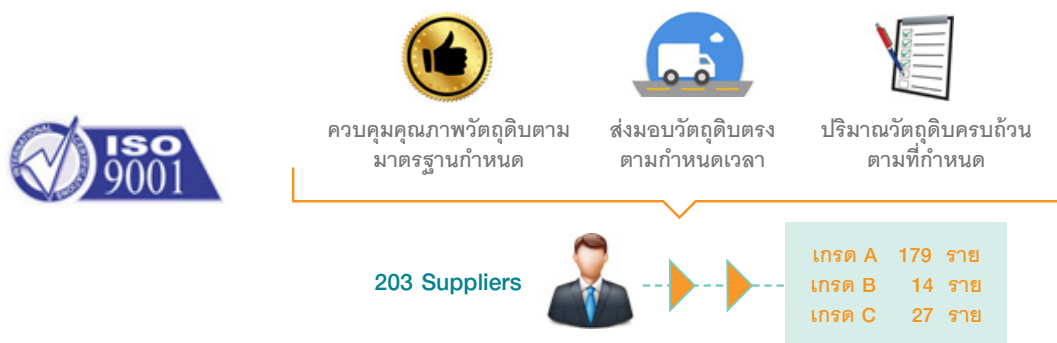 INTERNATIONAL CERTIFICATIONS
ISO
9001
ควบคุมคุณภาพวัตถุดิบตาม
มาตรฐานกำหนด
ส่งมอบวัตถุดิบตรง
ตามกำหนดเวลา
ปริมาณวัตถุดิบครบถ้วน
ตามที่กำหนด
203 Suppliers
เกรด A 179 ราย
เกรด B 14 ราย
เกรด C 27 ราย